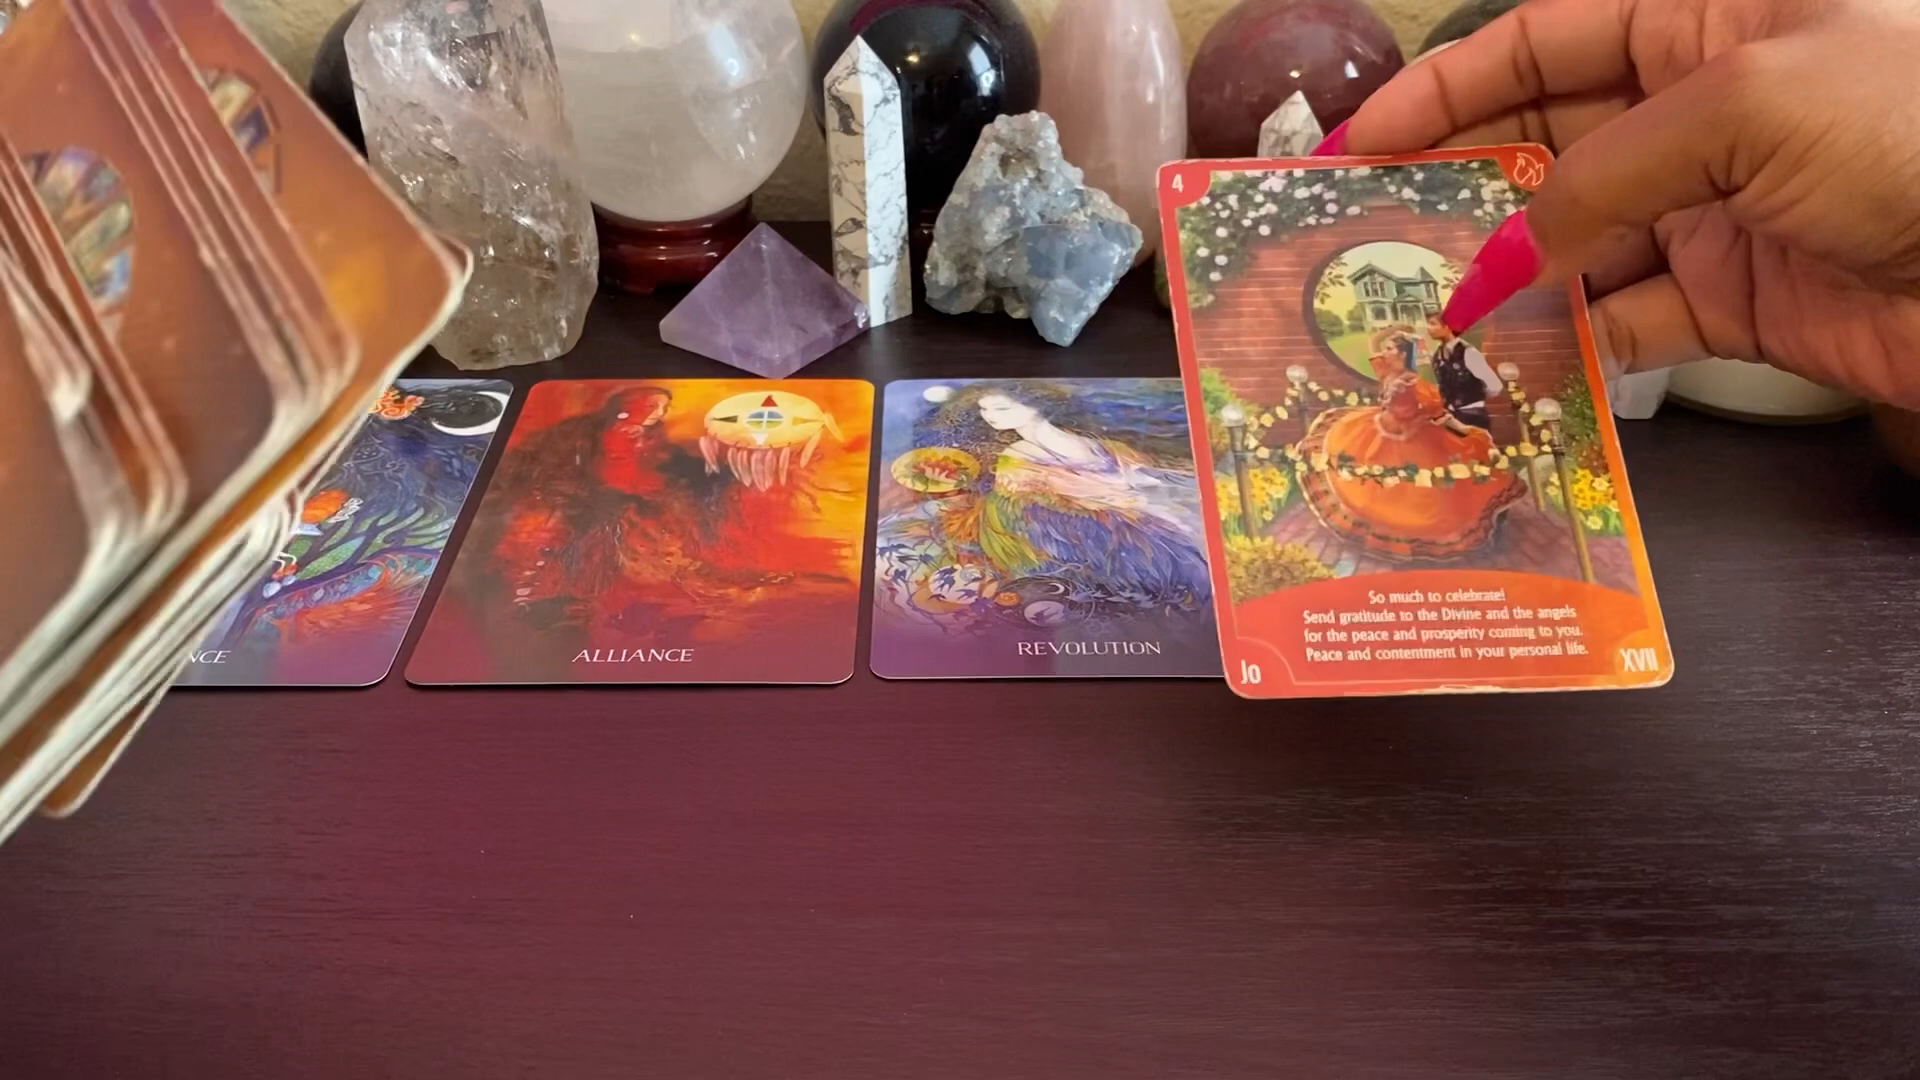 4
So much to celebrate!
Send gratitude to the Divine and the angels
for the peace and prosperity coming to you.
Peace and contentment in your personal life.
Jo
XVII
NCE
ALLIANCE
REVOLUTION